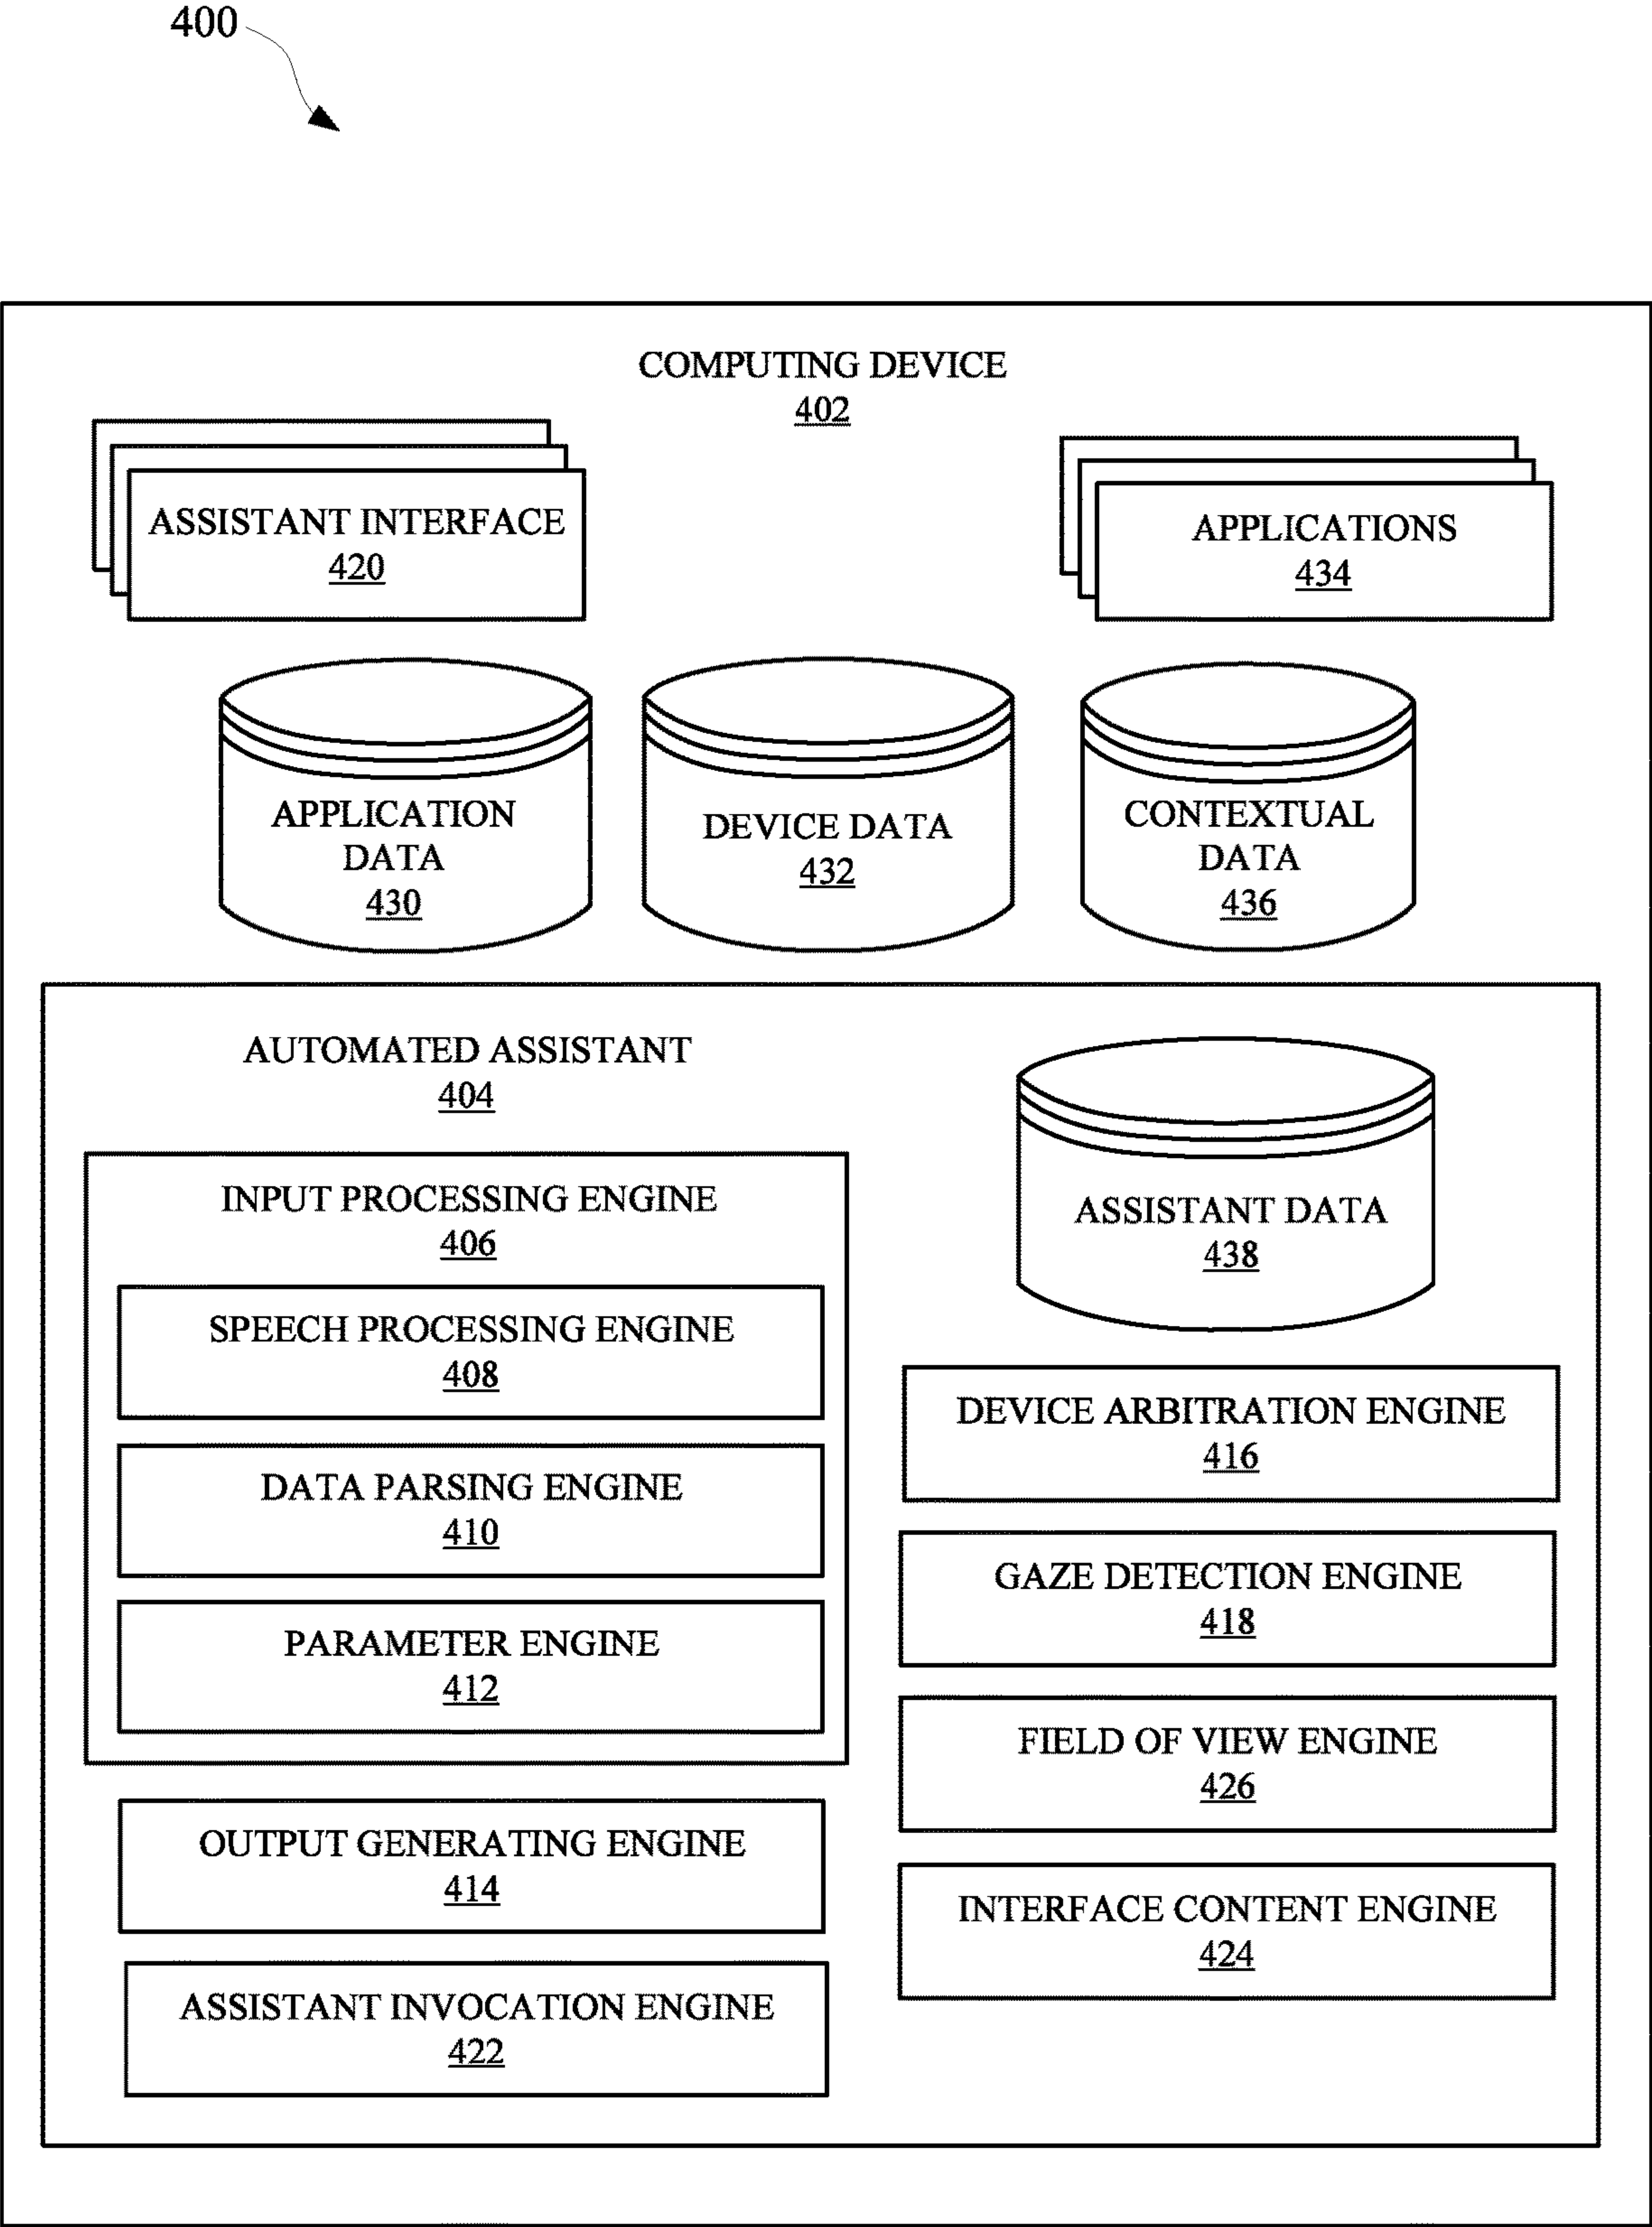 400
COMPUTING DEVICE
402
ASSISTANT INTERFACE
420
APPLICATIONS
434
APPLICATION
DATA
430
DEVICE DATA
432
CONTEXTUAL
DATA
436
AUTOMATED ASSISTANT
404
INPUT PROCESSING ENGINE
406
SPEECH PROCESSING ENGINE
408
DATA PARSING ENGINE
410
PARAMETER ENGINE
412
OUTPUT GENERATING ENGINE
414
ASSISTANT INVOCATION ENGINE
422
ASSISTANT DATA
438
DEVICE ARBITRATION ENGINE
416
GAZE DETECTION ENGINE
418
FIELD OF VIEW ENGINE
426
INTERFACE CONTENT ENGINE
424